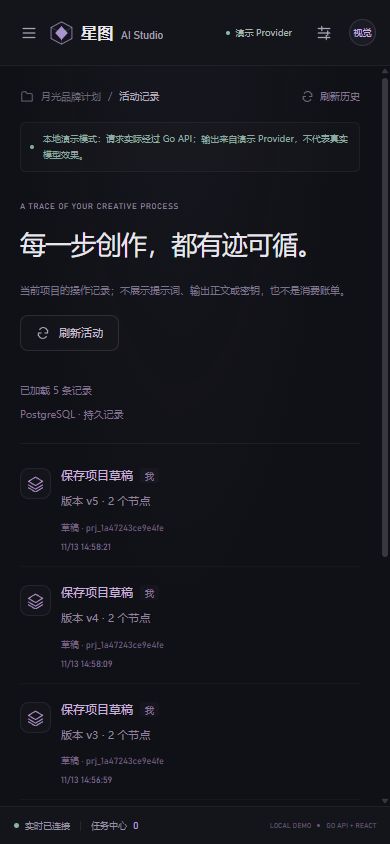 星图 AI Studio
演示 Provider
视觉
月光品牌计划 / 活动记录
刷新历史
本地演示模式：请求实际经过 Go API；输出来自演示 Provider，不代表真实
模型效果。
A TRACE OF YOUR CREATIVE PROCESS
每一步创作，都有迹可循。
当前项目的操作记录；不展示提示词、输出正文或密钥，也不是消费账单。
刷新活动
已加载 5 条记录
PostgreSQL · 持久记录
保存项目草稿 我
版本 v5 · 2 个节点
草稿 · prj_1a47243ce9e4fe
11/13 14:58:21
保存项目草稿 我
版本 v4 · 2 个节点
草稿 · prj_1a47243ce9e4fe
11/13 14:58:09
保存项目草稿 我
版本 v3 · 2 个节点
草稿 · prj_1a47243ce9e4fe
11/13 14:56:59
实时已连接 任务中心 0
LOCAL DEMO GO API + REACT